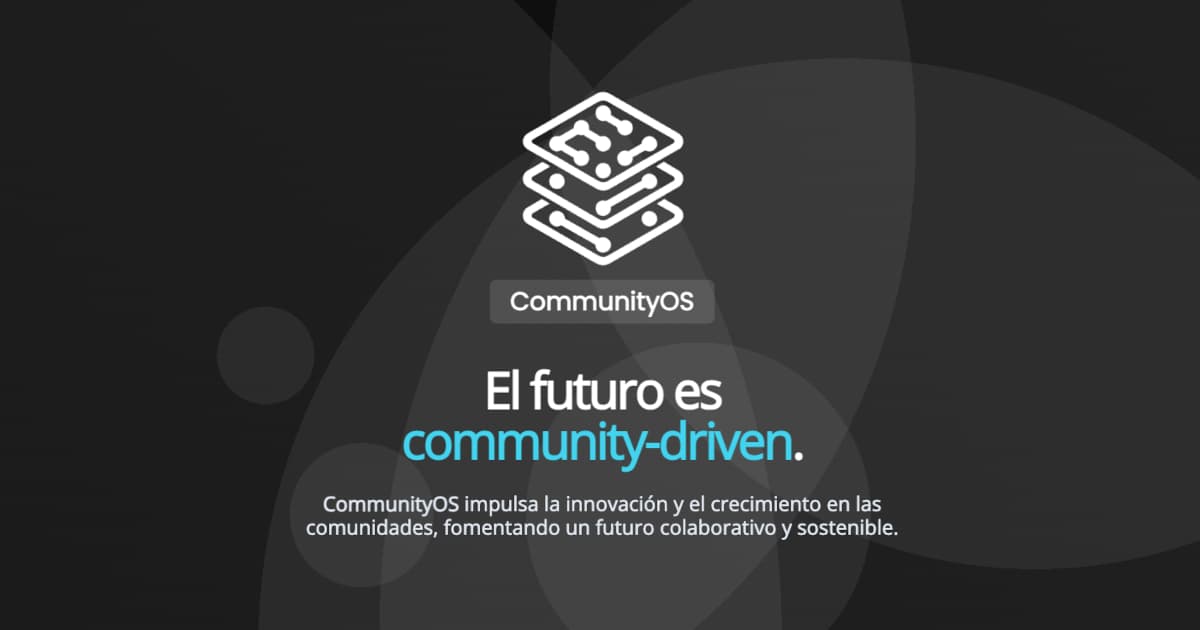 CommunityOS
El futuro es
community-driven.
CommunityOS impulsa la innovación y el crecimiento en las
comunidades, fomentando un futuro colaborativo y sostenible.